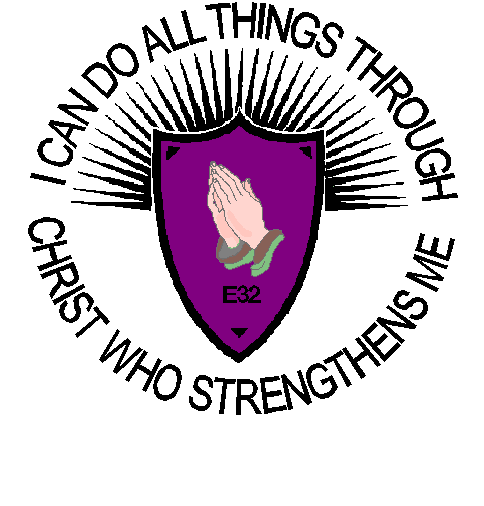 I CAN DO ALL THINGS THROUGH
CHRIST WHO STRENGTHENS ME
E32